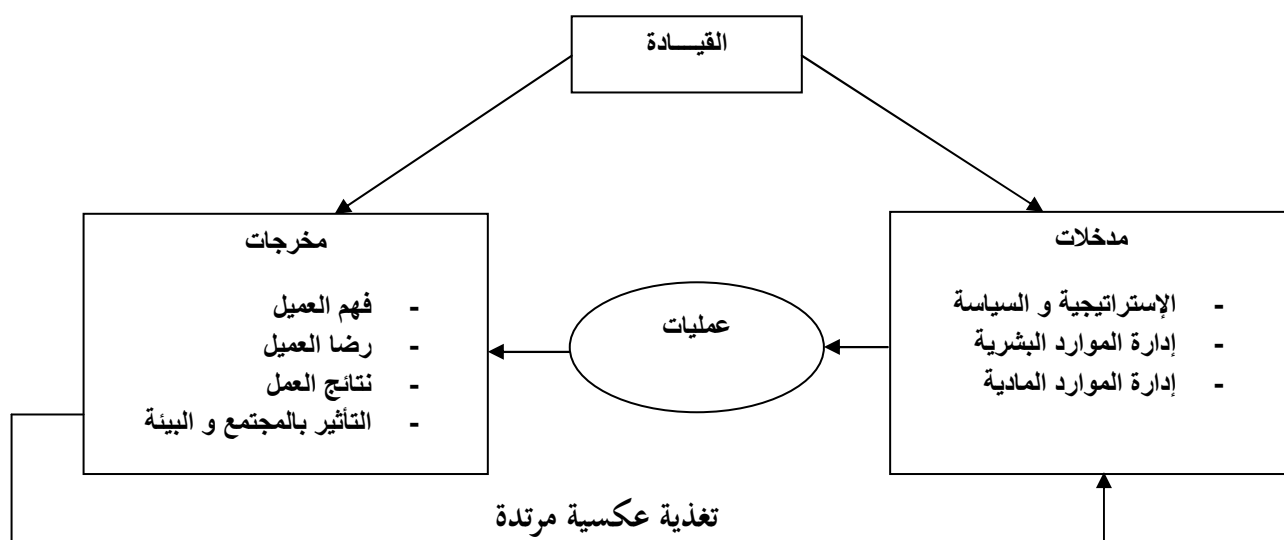 القيـــادة
مدخلات
- الإستراتيجية و السياسة
- إدارة الموارد البشرية
- إدارة الموارد المادية
عمليات
مخرجات
- فهم العميل
- رضا العميل
- نتائج العمل
- التأثير بالمجتمع و البيئة
تغذية عكسية مرتدة